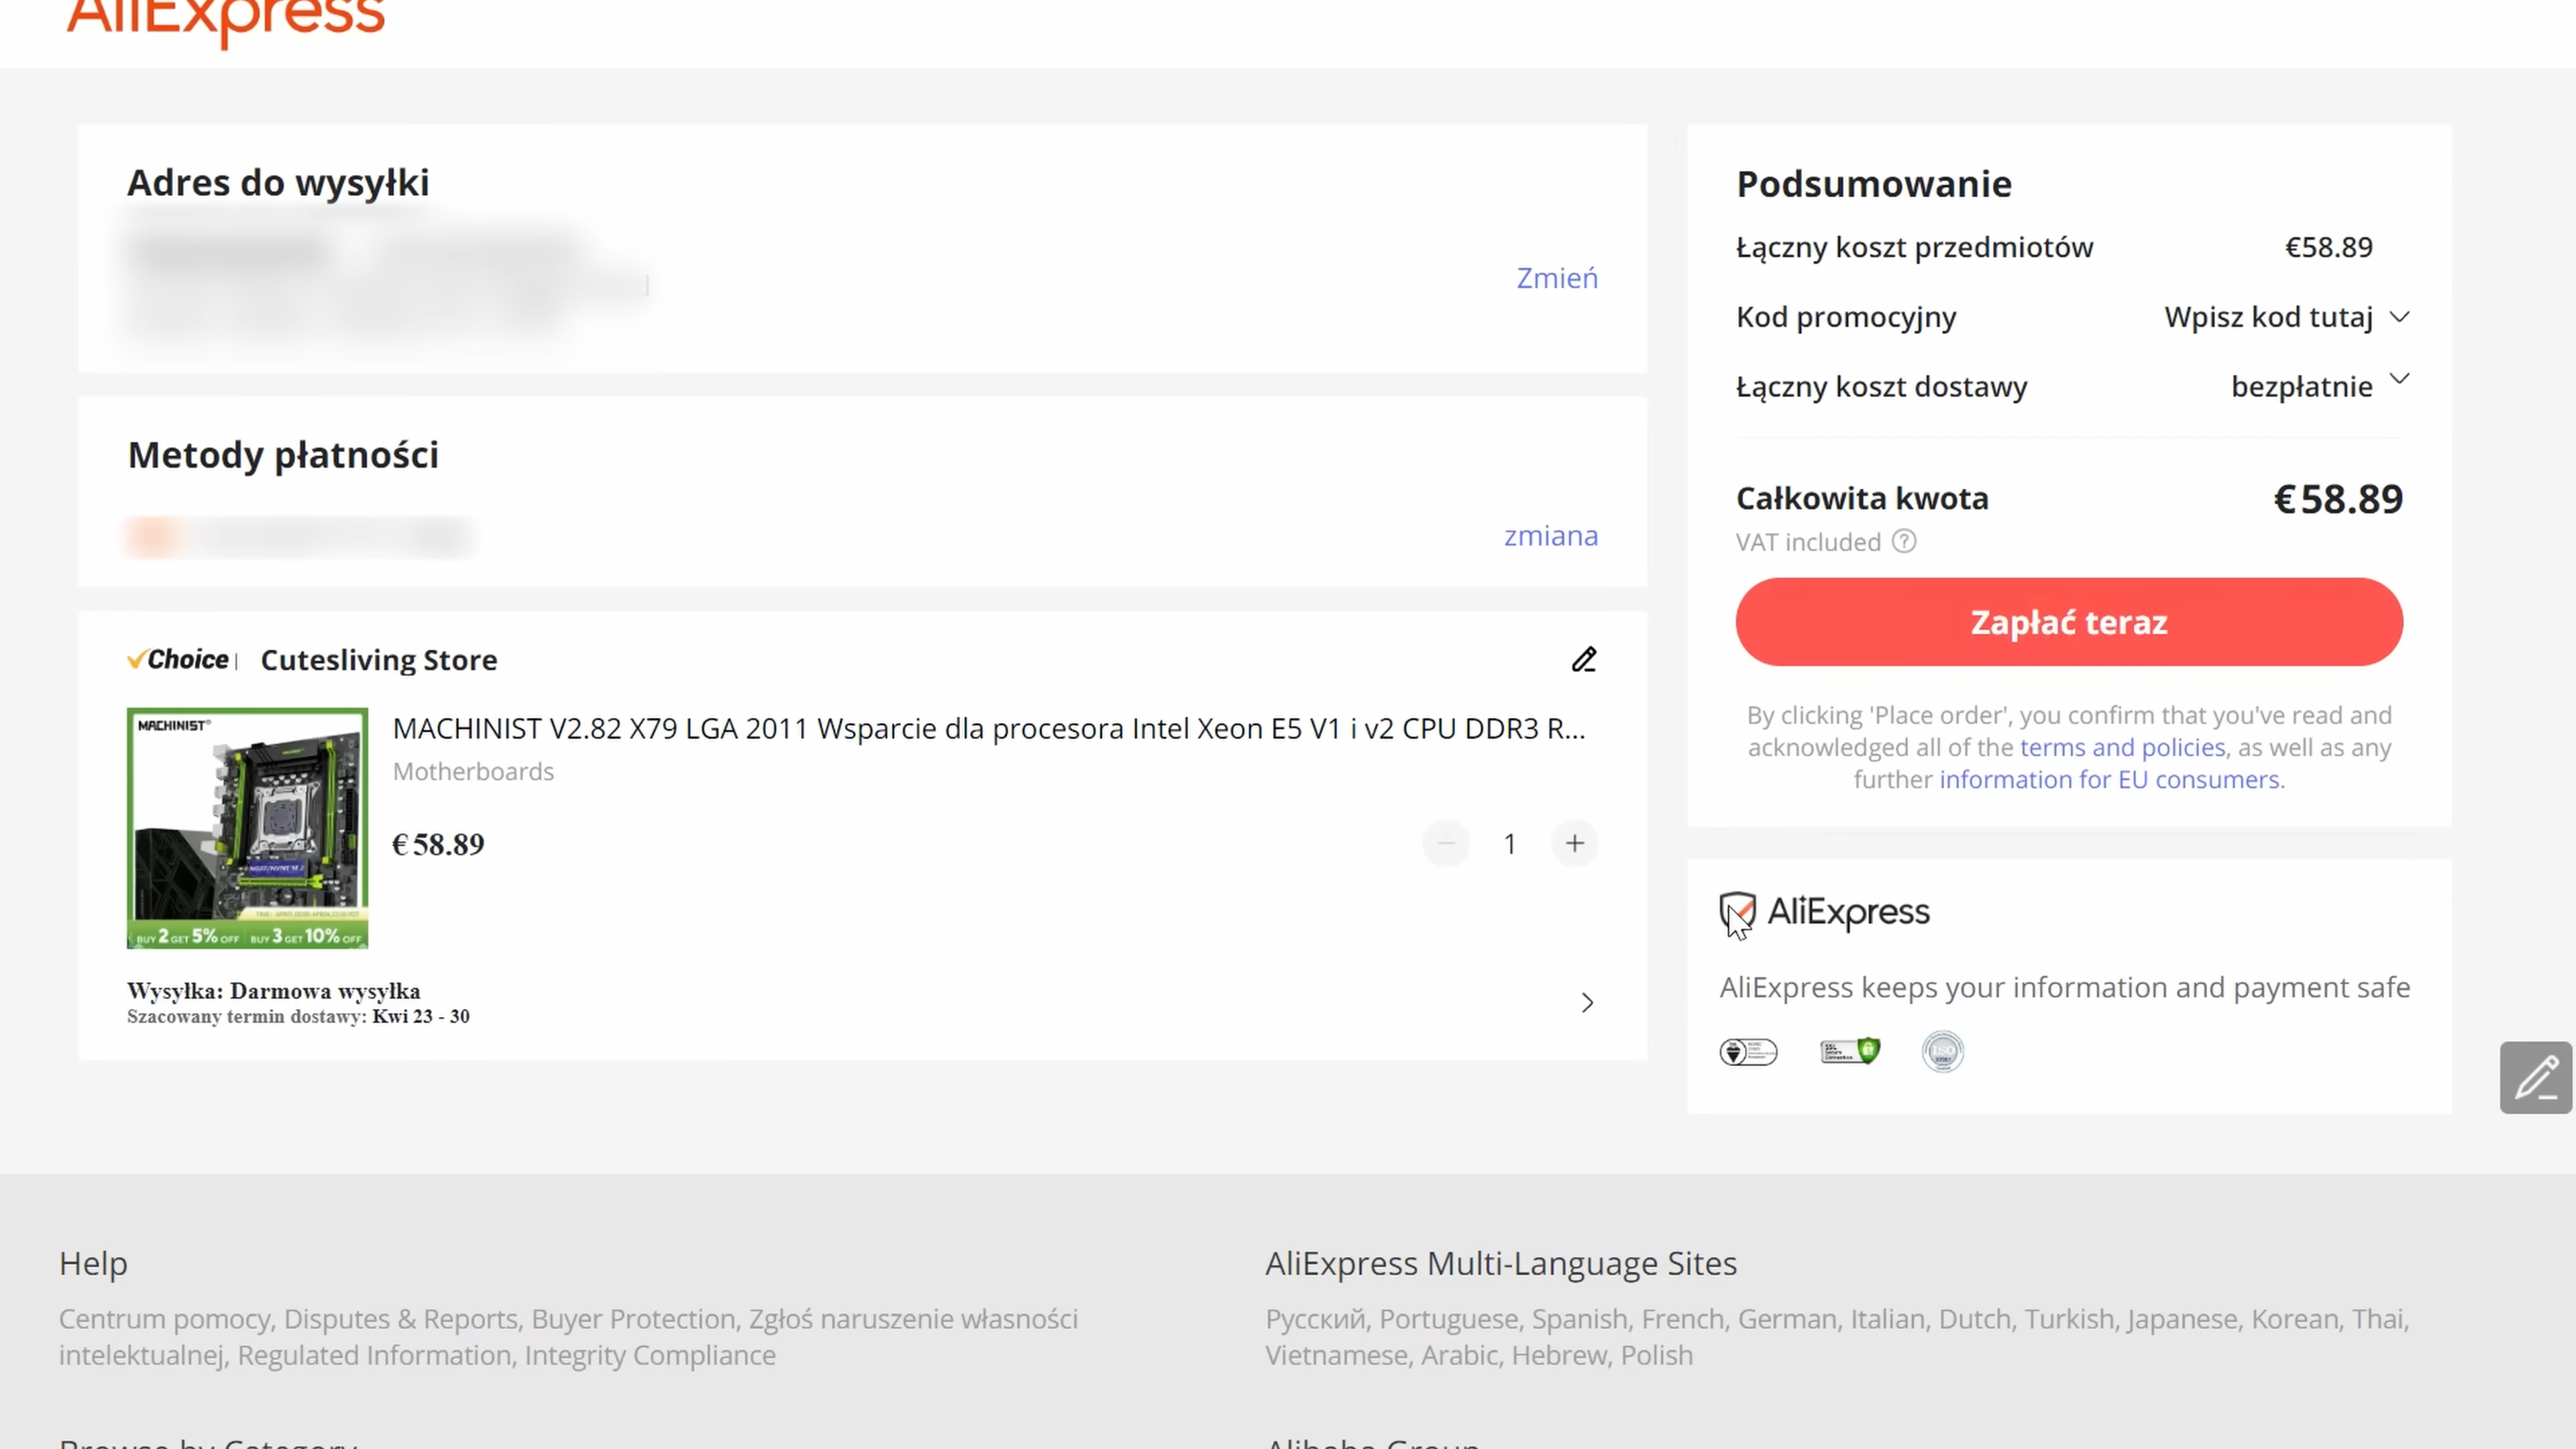 AliExpress
Adres do wysyłki
Zmień
Metody płatności
zmiana
Choice | Cutesliving Store
MACHINIST V2.82 X79 LGA 2011 Wsparcie dla procesora Intel Xeon E5 V1 i v2 CPU DDR3 R...
Motherboards
€58.89
1
MACHINIST®
BUY 2 GET 5% OFF BUY 3 GET 10% OFF
Wysyłka: Darmowa wysyłka
Szacowany termin dostawy: Kwi 23 - 30
Podsumowanie
Łączny koszt przedmiotów €58.89
Kod promocyjny Wpisz kod tutaj
Łączny koszt dostawy bezpłatnie
Całkowita kwota €58.89
VAT included ?
Zapłać teraz
By clicking 'Place order', you confirm that you've read and
acknowledged all of the terms and policies, as well as any
further information for EU consumers.
AliExpress
AliExpress keeps your information and payment safe
ISO
Help
Centrum pomocy, Disputes & Reports, Buyer Protection, Zgłoś naruszenie własności
intelektualnej, Regulated Information, Integrity Compliance
AliExpress Multi-Language Sites
Русский, Portuguese, Spanish, French, German, Italian, Dutch, Turkish, Japanese, Korean, Thai,
Vietnamese, Arabic, Hebrew, Polish
Browse by Category
Alibaba Group